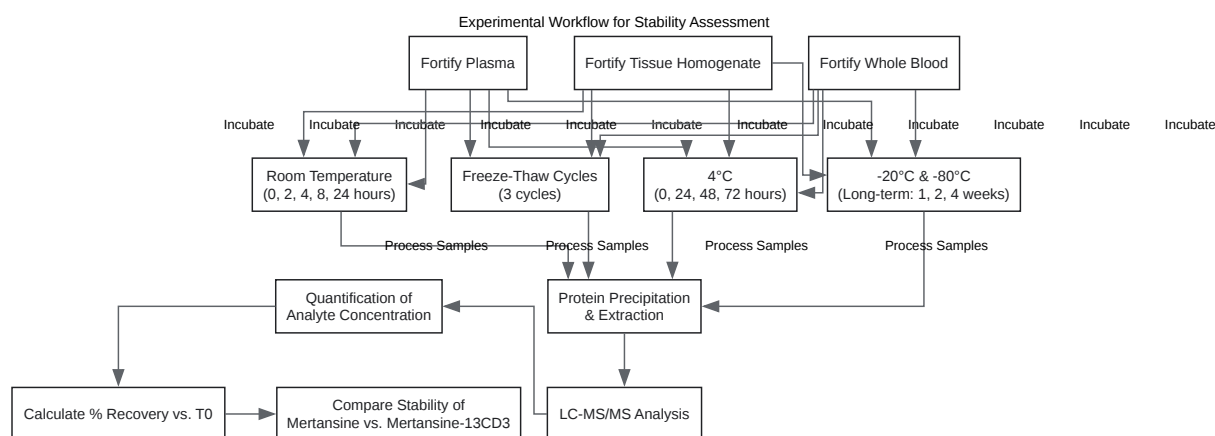 Experimental Workflow for Stability Assessment
Fortify Plasma
Fortify Tissue Homogenate
Fortify Whole Blood
Incubate
Incubate
Incubate
Incubate
Incubate
Incubate
Incubate
Incubate
Incubate
Incubate
Incubate
Incubate
Room Temperature
(0, 2, 4, 8, 24 hours)
Freeze-Thaw Cycles
(3 cycles)
4°C
(0, 24, 48, 72 hours)
-20°C & -80°C
(Long-term: 1, 2, 4 weeks)
Process Samples
Process Samples
Process Samples
Process Samples
Quantification of
Analyte Concentration
Protein Precipitation
& Extraction
Calculate % Recovery vs. T0
Compare Stability of
Mertansine vs. Mertansine-13CD3
LC-MS/MS Analysis